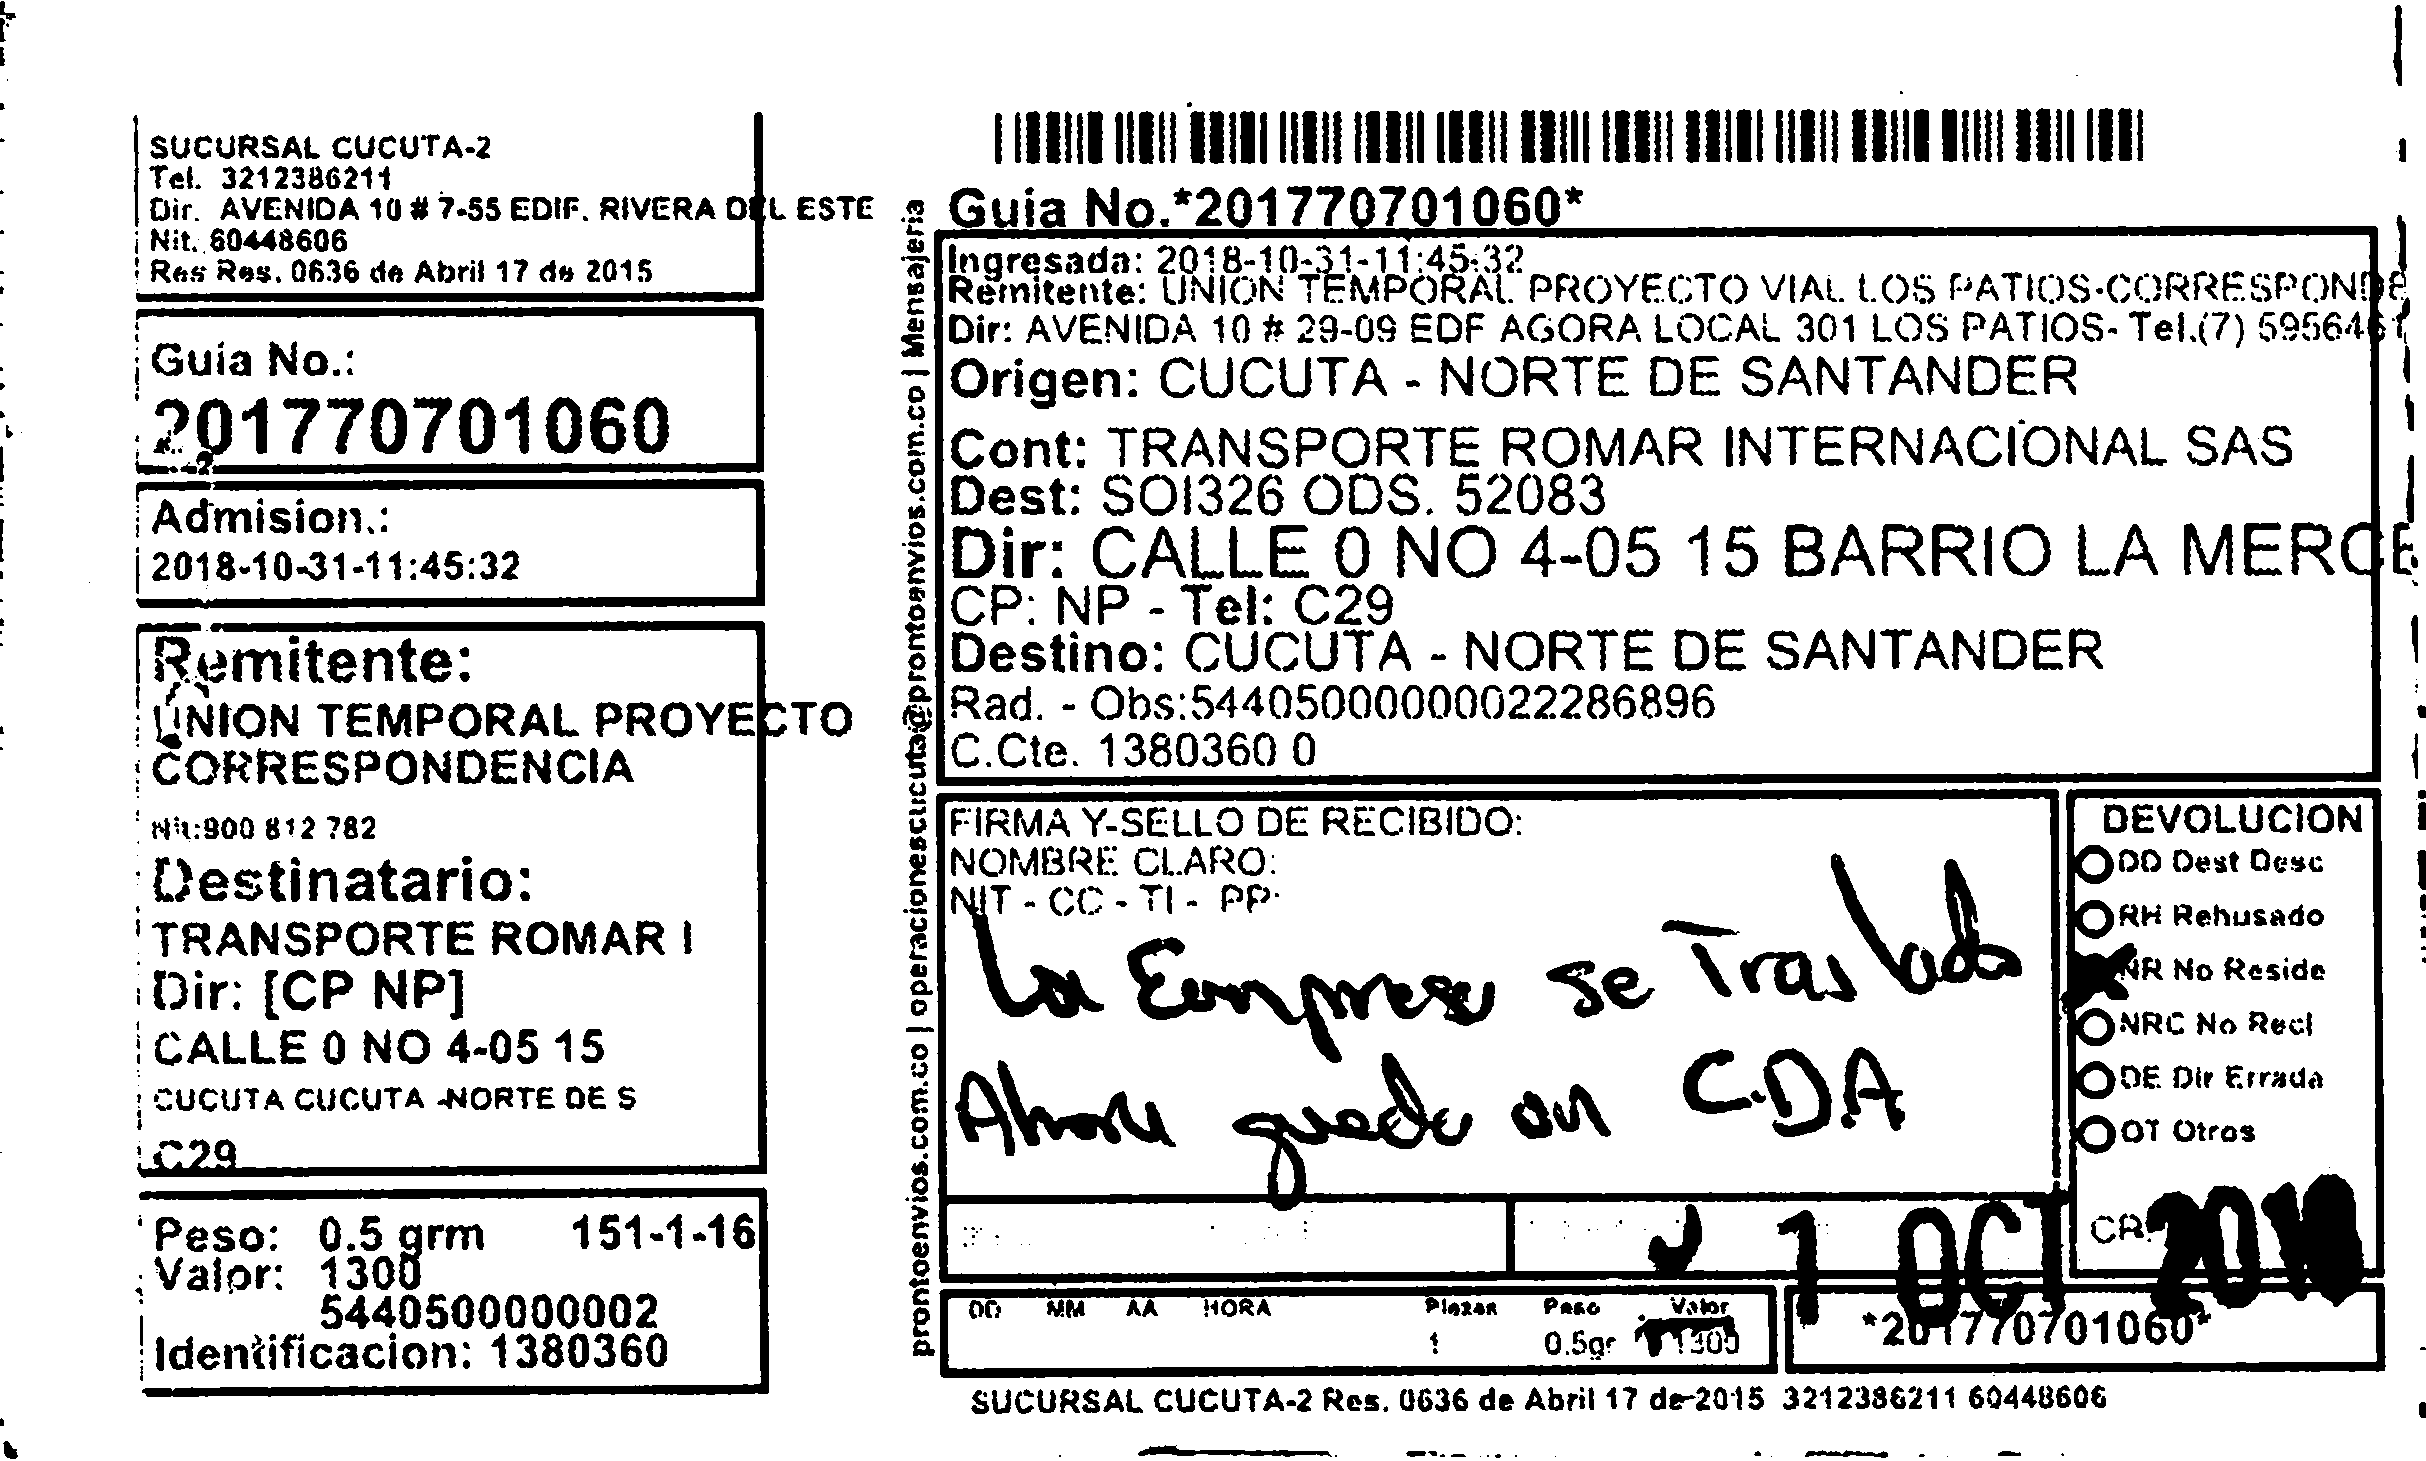 SUCURSAL CUCUTA-2
Tel. 3212386211
Dir. AVENIDA 10 # 7-55 EDIF. RIVERA DEL ESTE
Nit. 60448606
Res Res. 0636 de Abril 17 de 2015
Guia No.:
201770701060
Admision.:
2018-10-31-11:45:32
Remitente:
UNION TEMPORAL PROYECTO
CORRESPONDENCIA
Nit:900 812 782
Destinatario:
TRANSPORTE ROMAR I
Dir: [CP NP]
CALLE 0 NO 4-05 15
CUCUTA CUCUTA -NORTE DE S
C29
Peso: 0.5 grm 151-1-16
Valor: 1300
5440500000002
Identificacion: 1380360
prontoenvios.com.co | operacionescucuta@prontoenvios.com.co | Mensajeria
Guia No.*201770701060*
Ingresada: 2018-10-31-11:45:32
Remitente: UNION TEMPORAL PROYECTO VIAL LOS PATIOS-CORRESPONDE
Dir: AVENIDA 10 # 29-09 EDF AGORA LOCAL 301 LOS PATIOS- Tel.(7) 5956461
Origen: CUCUTA - NORTE DE SANTANDER
Cont: TRANSPORTE ROMAR INTERNACIONAL SAS
Dest: SOI326 ODS. 52083
Dir: CALLE 0 NO 4-05 15 BARRIO LA MERCE
CP: NP - Tel: C29
Destino: CUCUTA - NORTE DE SANTANDER
Rad. - Obs:544050000000022286896
C.Cte. 1380360 0
FIRMA Y-SELLO DE RECIBIDO:
NOMBRE CLARO:
NIT - CC - TI - PP:
La Empresa se Traslado
Ahora queda en C.D.A
DEVOLUCION
DD Dest Desc
RH Rehusado
NR No Reside
NRC No Recl
DE Dir Errada
OT Otros
1 OCT 2018
DD MM AA HORA Piezas Peso Valor
1 0.5gr 1300
*201770701060*
SUCURSAL CUCUTA-2 Res. 0636 de Abril 17 de-2015 3212386211 60448606